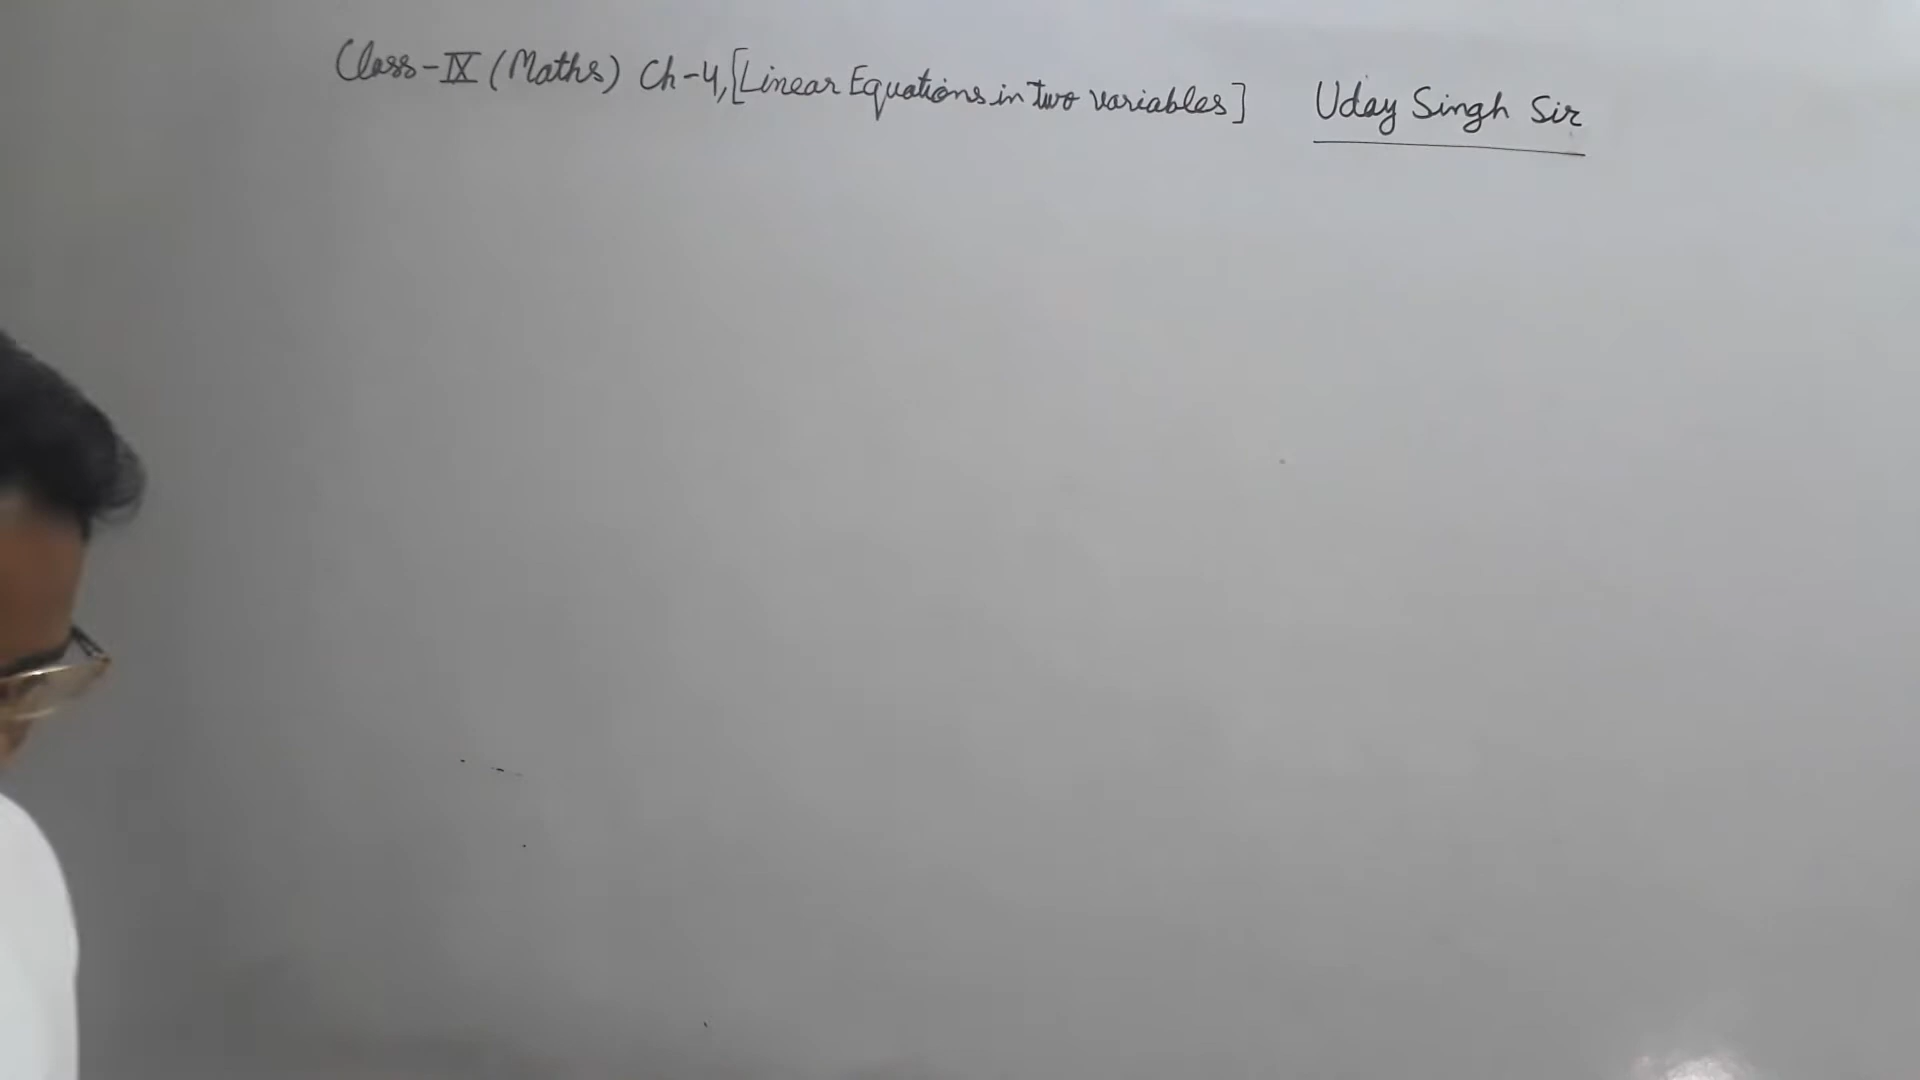 Class-IX (Maths) Ch-4, [Linear Equations in two variables] Uday Singh Sir